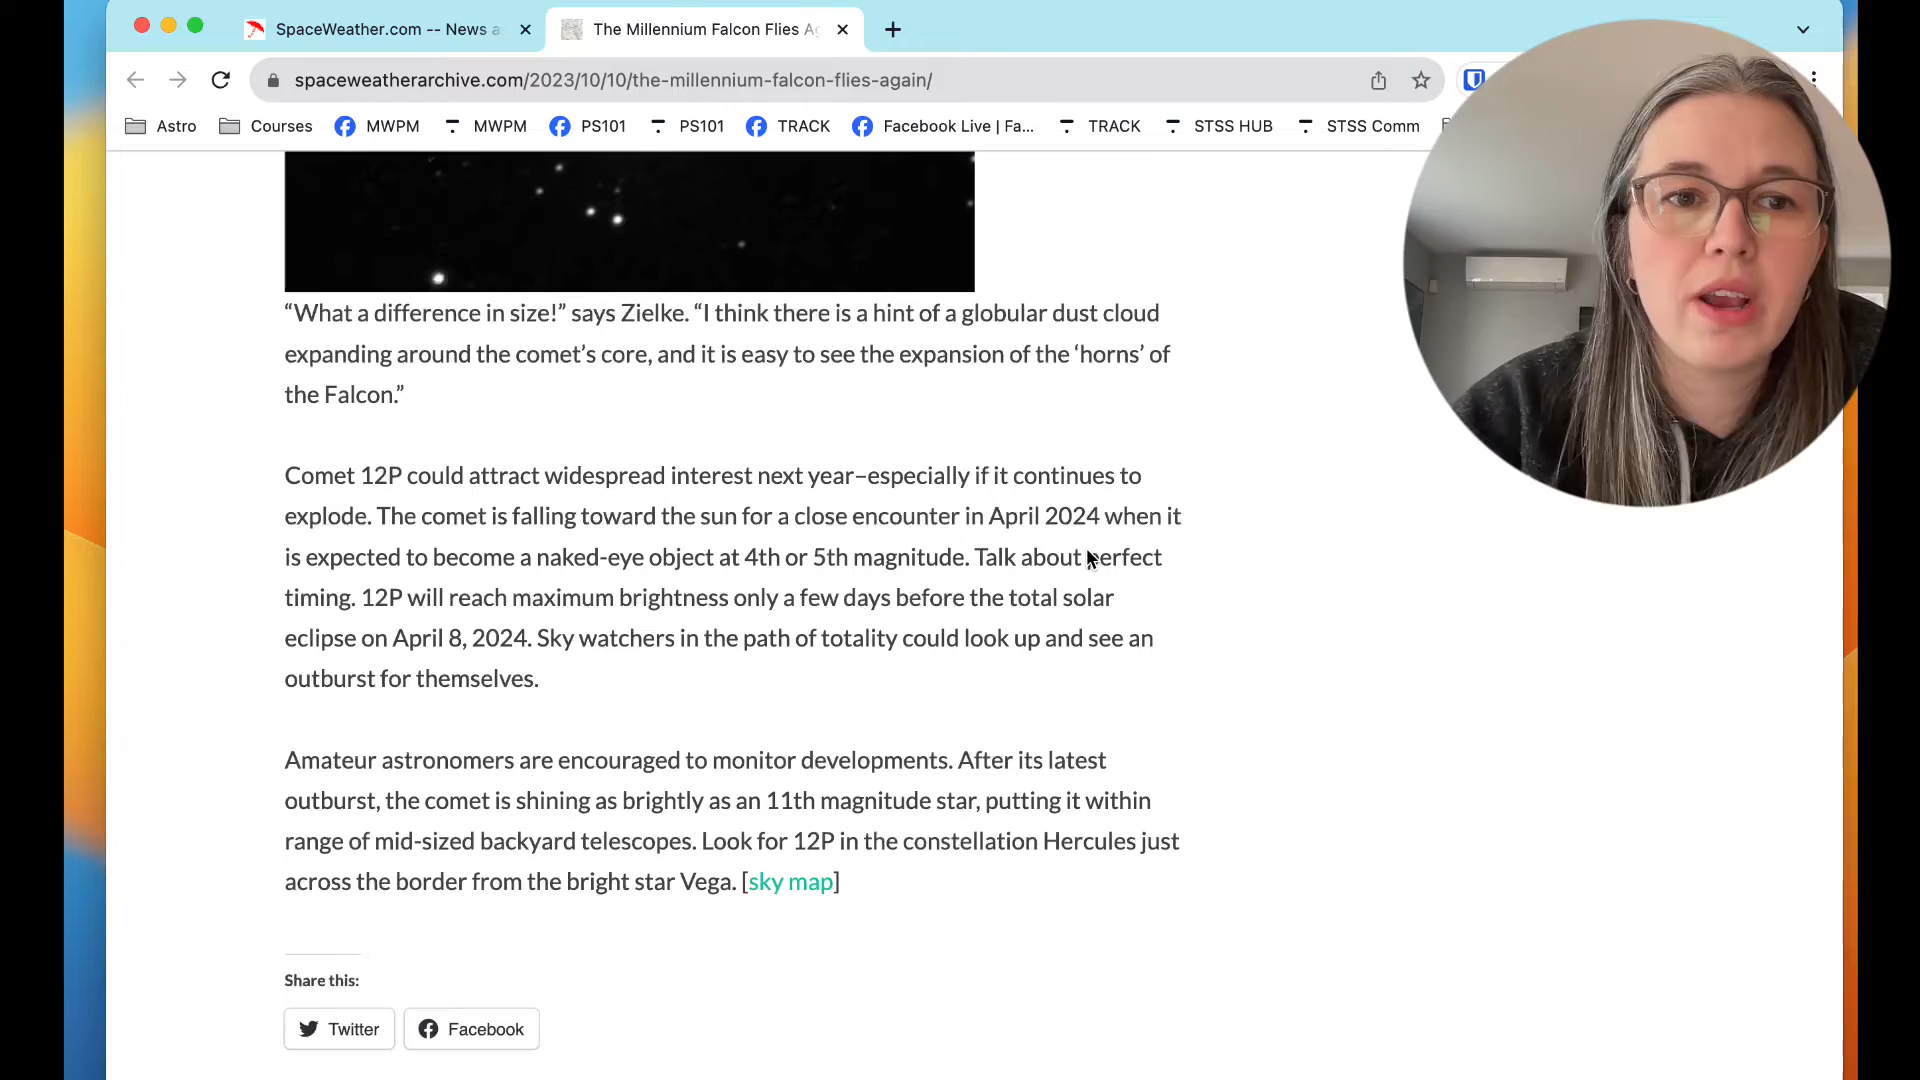 SpaceWeather.com -- News a
The Millennium Falcon Flies Ag
spaceweatherarchive.com/2023/10/10/the-millennium-falcon-flies-again/
Astro Courses MWPM MWPM PS101 PS101 TRACK Facebook Live | Fa... TRACK STSS HUB STSS Comm
“What a difference in size!” says Zielke. “I think there is a hint of a globular dust cloud
expanding around the comet’s core, and it is easy to see the expansion of the ‘horns’ of
the Falcon.”
Comet 12P could attract widespread interest next year–especially if it continues to
explode. The comet is falling toward the sun for a close encounter in April 2024 when it
is expected to become a naked-eye object at 4th or 5th magnitude. Talk about perfect
timing. 12P will reach maximum brightness only a few days before the total solar
eclipse on April 8, 2024. Sky watchers in the path of totality could look up and see an
outburst for themselves.
Amateur astronomers are encouraged to monitor developments. After its latest
outburst, the comet is shining as brightly as an 11th magnitude star, putting it within
range of mid-sized backyard telescopes. Look for 12P in the constellation Hercules just
across the border from the bright star Vega. [sky map]
Share this:
Twitter Facebook